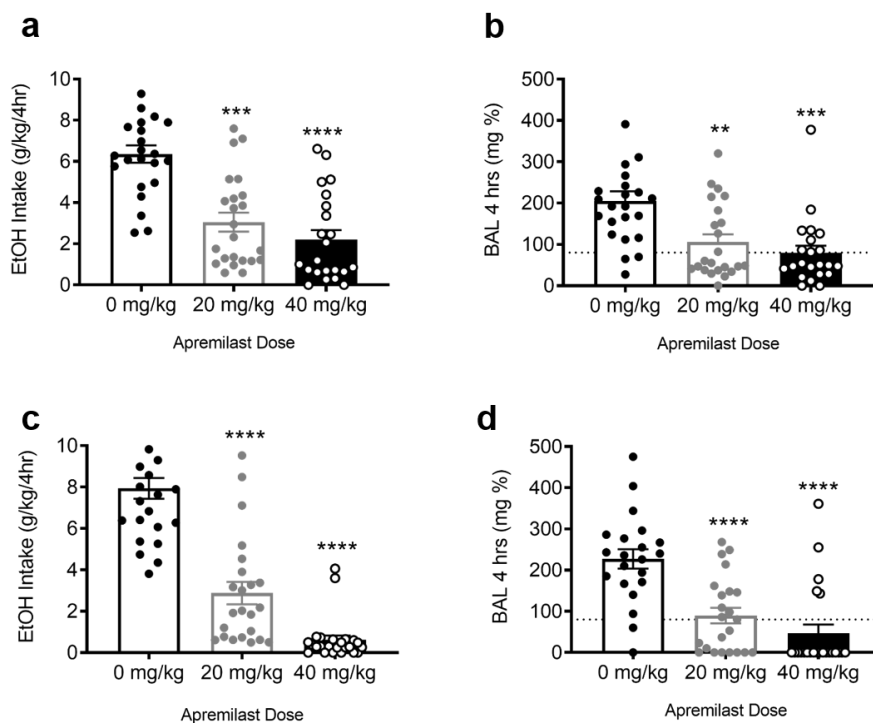 a
EtOH Intake (g/kg/4hr)
10
8
6
4
2
0
***
****
0 mg/kg 20 mg/kg 40 mg/kg
Apremilast Dose
b
BAL 4 hrs (mg %)
500
400
300
200
100
0
**
***
0 mg/kg 20 mg/kg 40 mg/kg
Apremilast Dose
c
EtOH Intake (g/kg/4hr)
10
8
6
4
2
0
****
****
0 mg/kg 20 mg/kg 40 mg/kg
Apremilast Dose
d
BAL 4 hrs (mg %)
500
400
300
200
100
0
****
****
0 mg/kg 20 mg/kg 40 mg/kg
Apremilast Dose